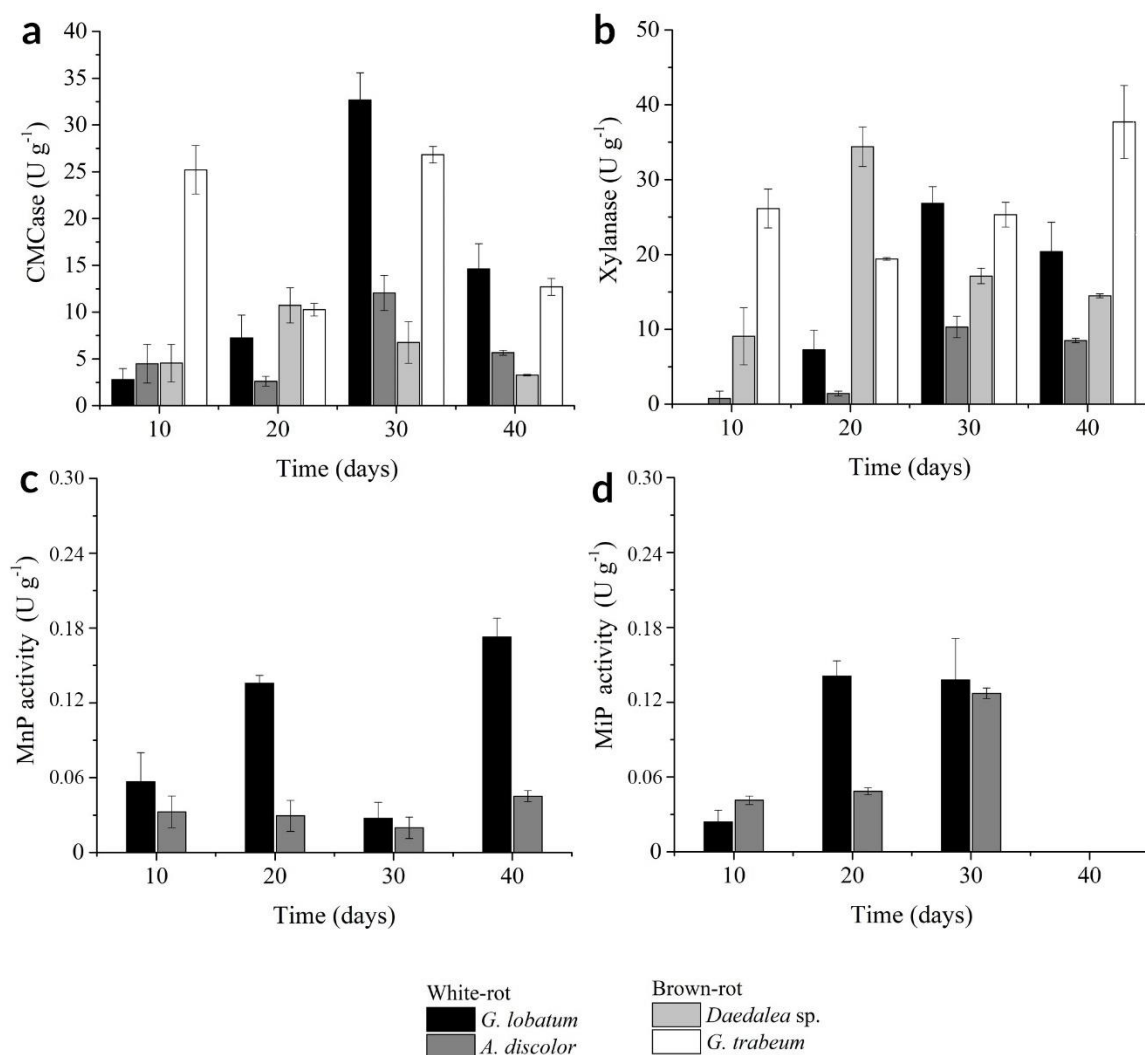 a
CMCase (U g⁻¹)
40
35
30
25
20
15
10
5
0
10 20 30 40
Time (days)
b
Xylanase (U g⁻¹)
50
40
30
20
10
0
10 20 30 40
Time (days)
c
MnP activity (U g⁻¹)
0.30
0.24
0.18
0.12
0.06
0
10 20 30 40
Time (days)
d
MiP activity (U g⁻¹)
0.30
0.24
0.18
0.12
0.06
0
10 20 30 40
Time (days)
White-rot
G. lobatum
A. discolor
Brown-rot
Daedalea sp.
G. trabeum